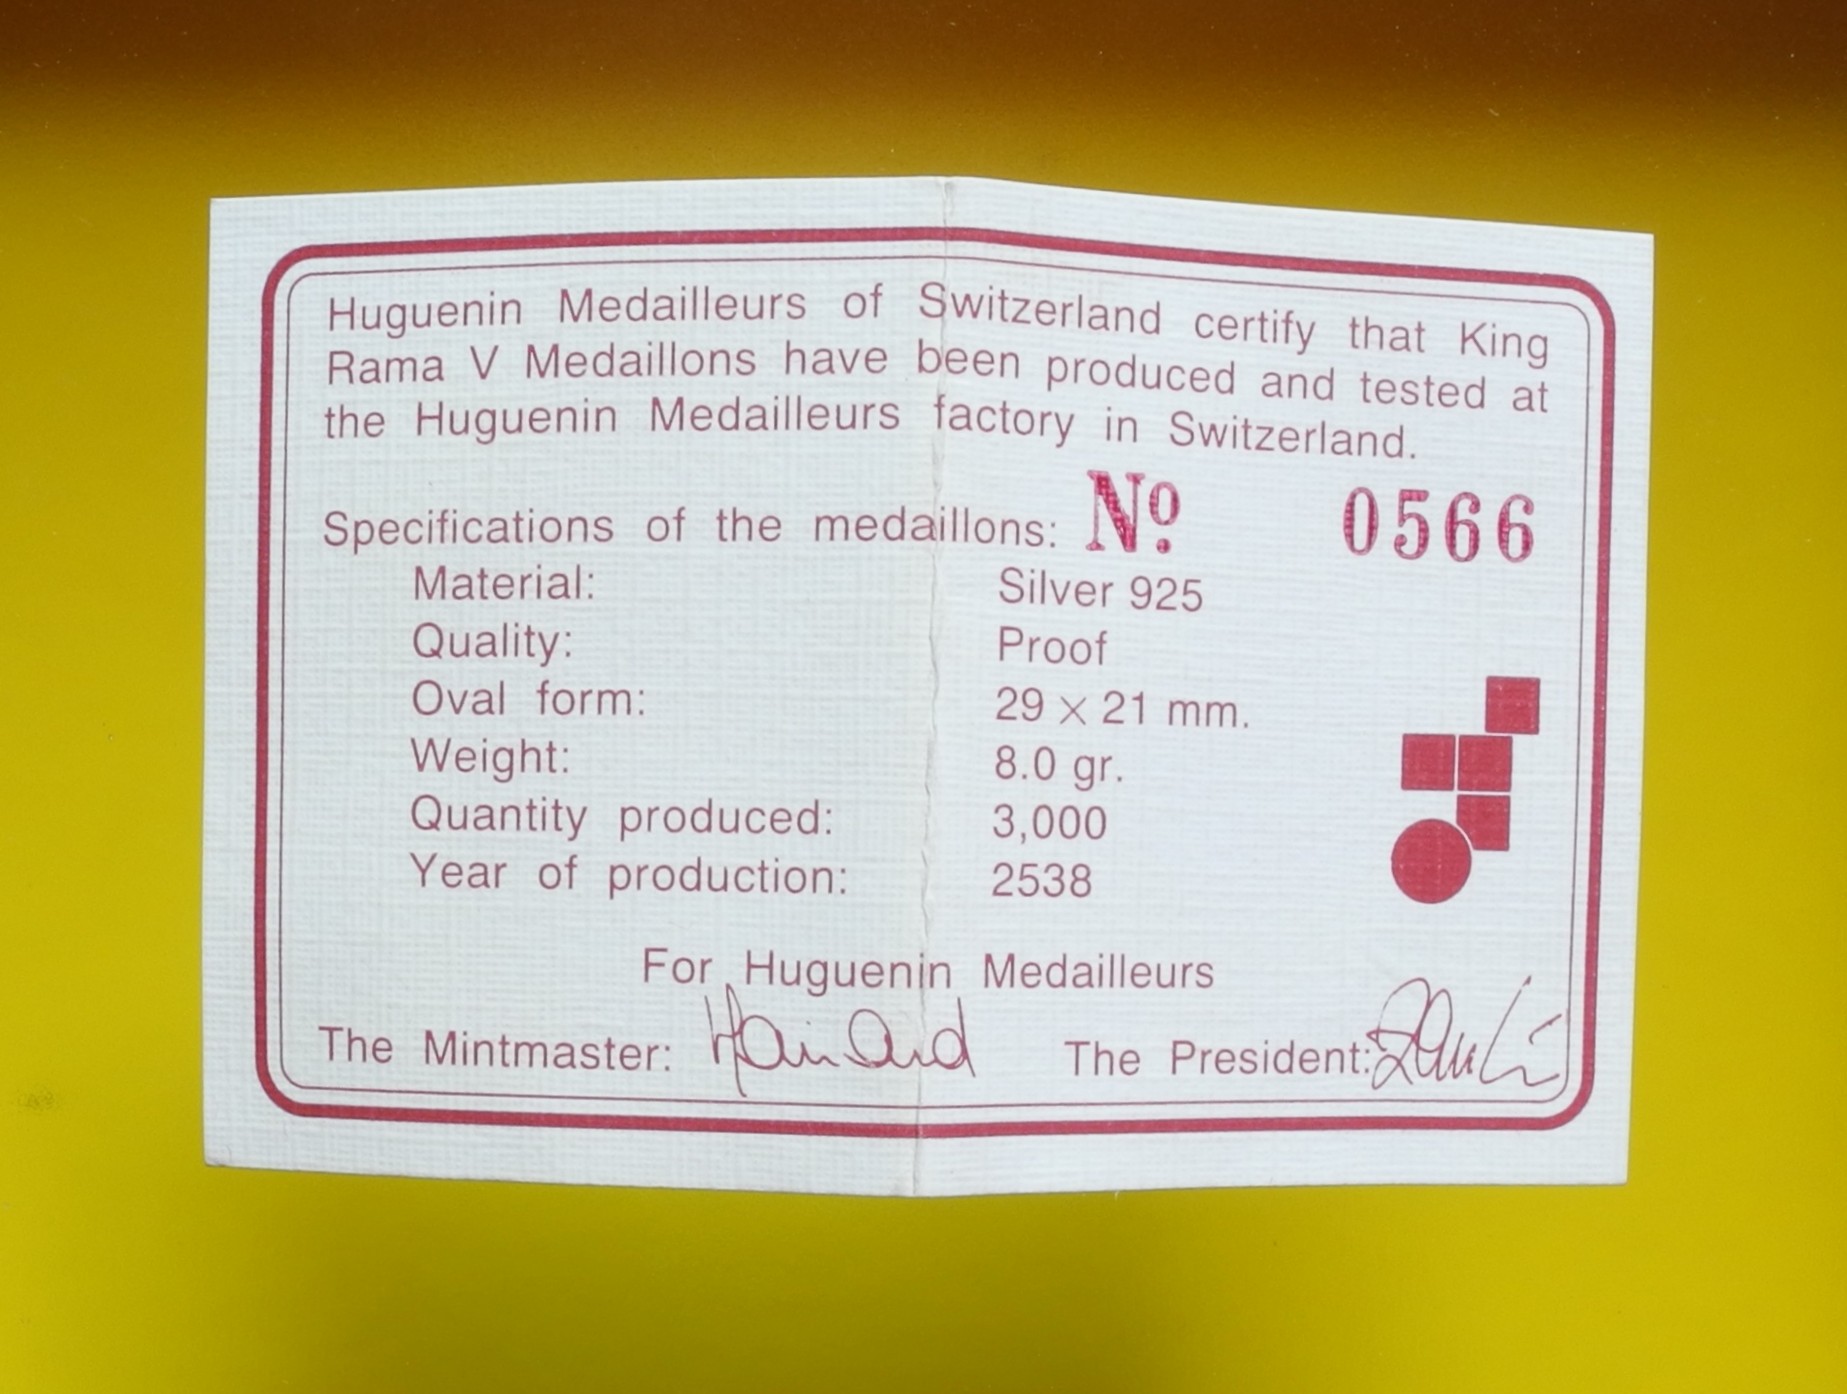 Huguenin Medailleurs of Switzerland certify that King
Rama V Medaillons have been produced and tested at
the Huguenin Medailleurs factory in Switzerland.
Specifications of the medaillons: Nº. 0566
Material: Silver 925
Quality: Proof
Oval form: 29 × 21 mm.
Weight: 8.0 gr.
Quantity produced: 3,000
Year of production: 2538
For Huguenin Medailleurs
The Mintmaster: The President: